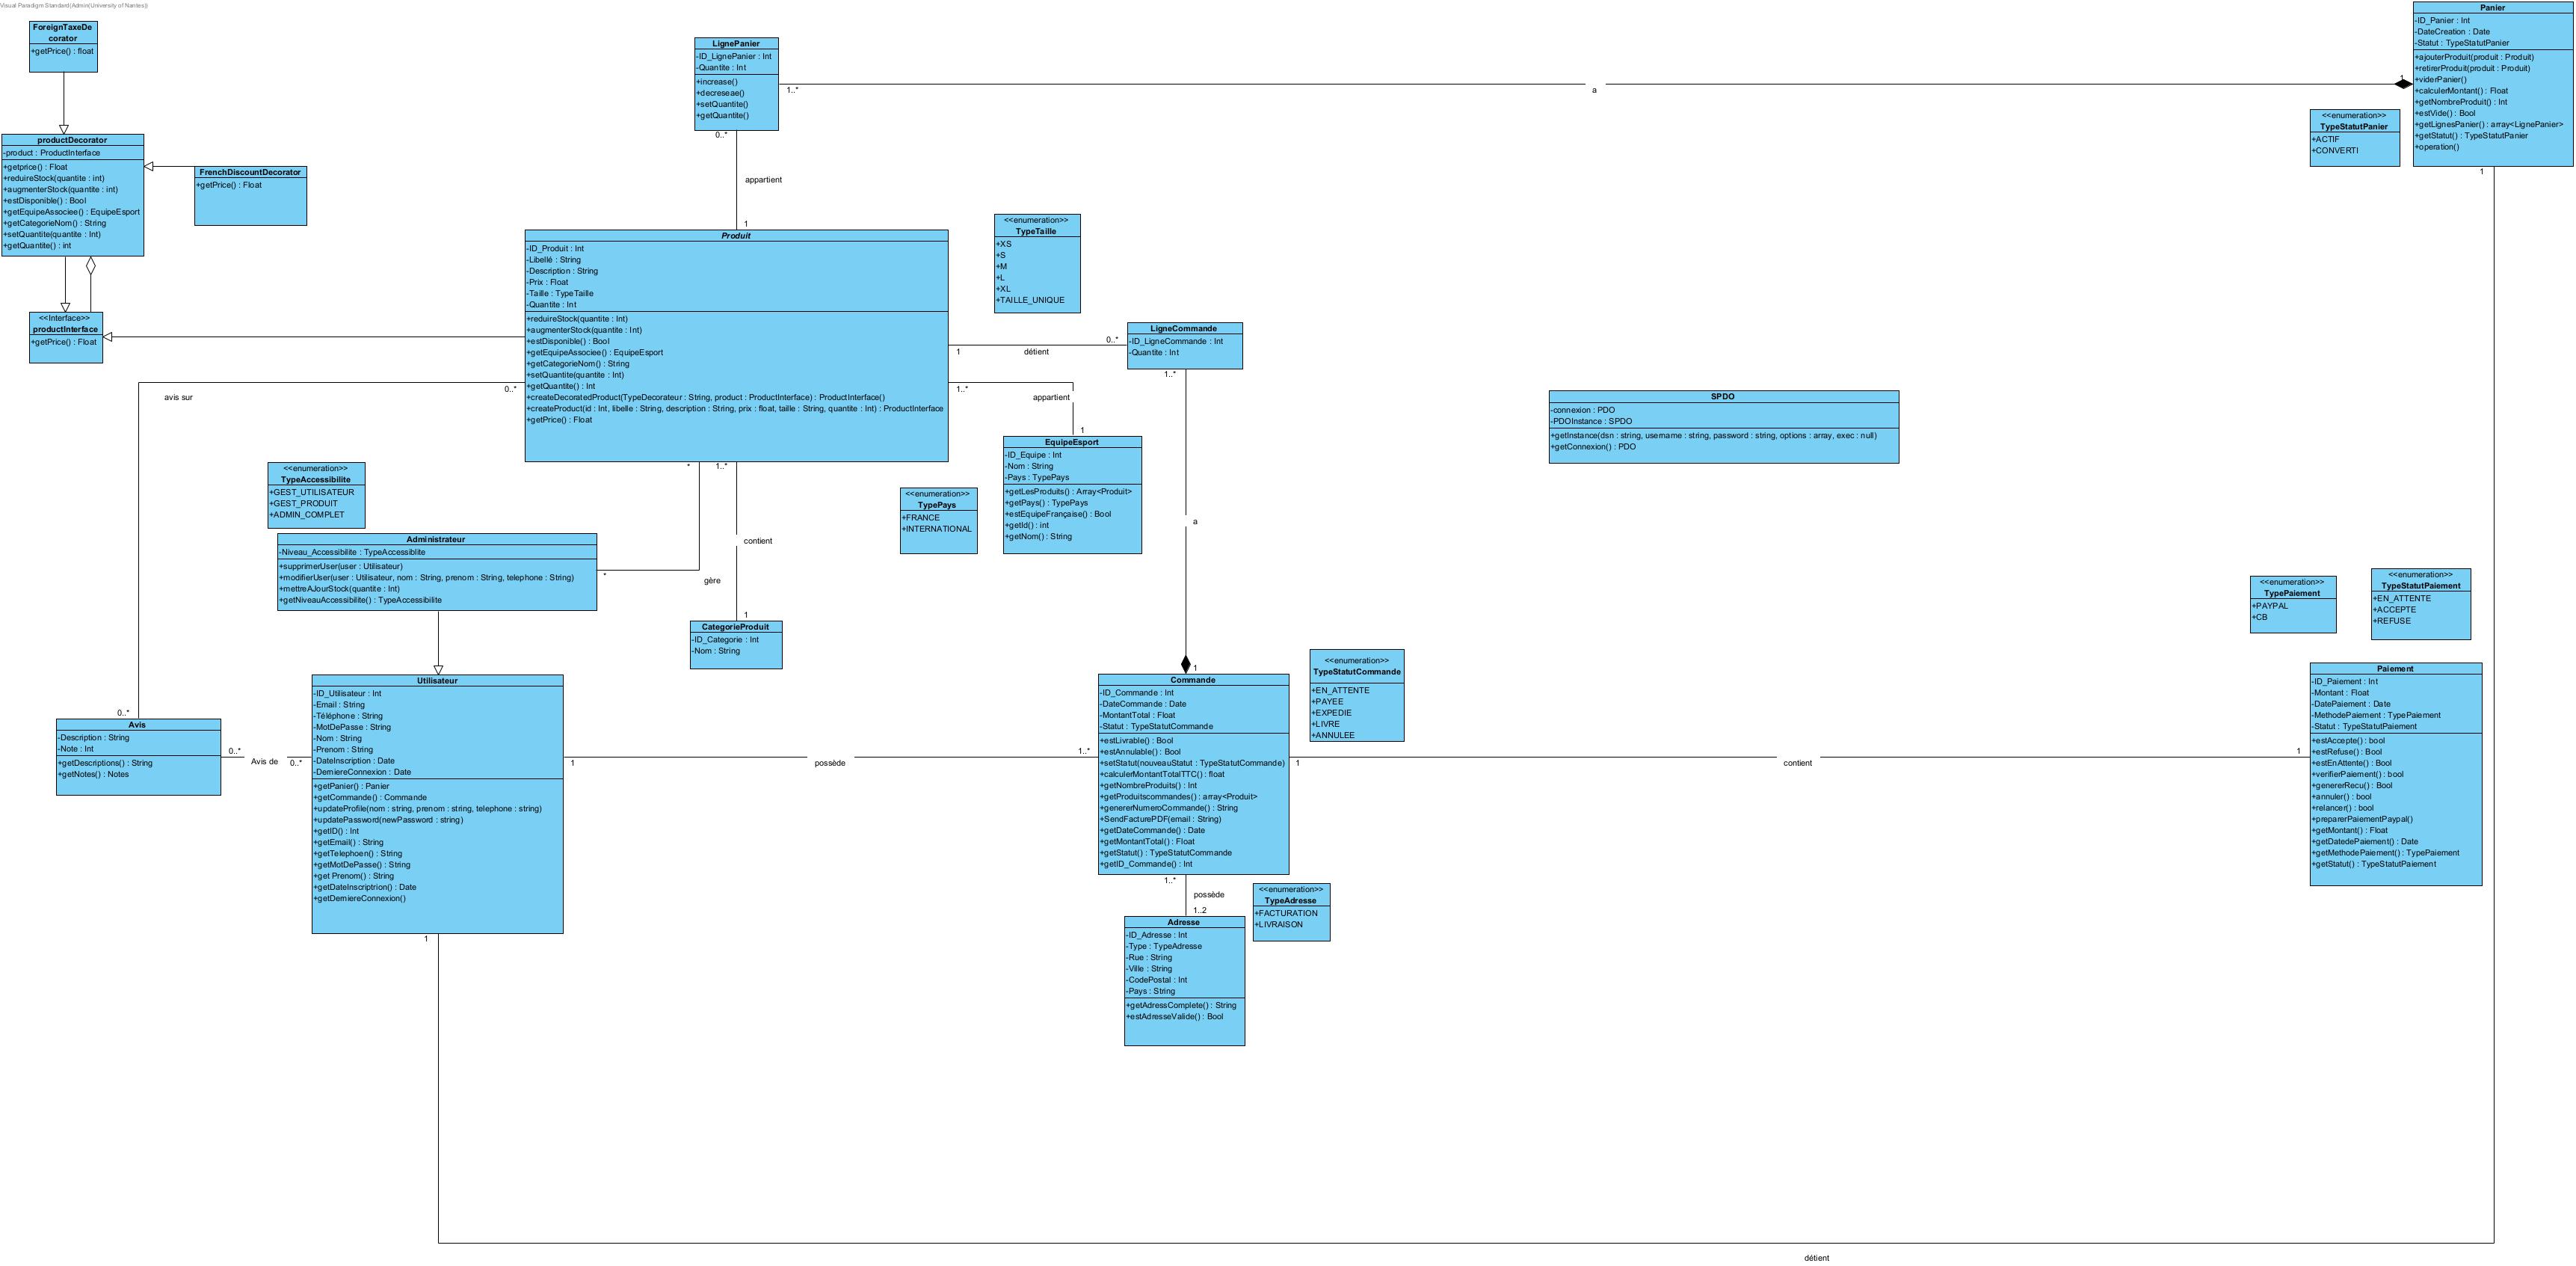 Visual Paradigm Standard(Admin(University of Nantes))
ForeignTaxeDe
corator
+getPrice() : float
productDecorator
-product : ProductInterface
+getprice() : Float
+reduireStock(quantite : int)
+augmenterStock(quantite : int)
+estDisponible() : Bool
+getEquipeAssociee() : EquipeEsport
+getCategorieNom() : String
+setQuantite(quantite : Int)
+getQuantite() : int
FrenchDiscountDecorator
+getPrice() : Float
<<Interface>>
productInterface
+getPrice() : Float
LignePanier
-ID_LignePanier : Int
-Quantite : Int
+increase()
+decreseae()
+setQuantite()
+getQuantite()
1..*
a
1
0..*
appartient
1
Panier
-ID_Panier : Int
-DateCreation : Date
-Statut : TypeStatutPanier
+ajouterProduit(produit : Produit)
+retirerProduit(produit : Produit)
+viderPanier()
+calculerMontant() : Float
+getNombreProduit() : Int
+estVide() : Bool
+getLignesPanier() : array<LignePanier>
+getStatut() : TypeStatutPanier
+operation()
1
<<enumeration>>
TypeStatutPanier
+ACTIF
+CONVERTI
Produit
-ID_Produit : Int
-Libellé : String
-Description : String
-Prix : Float
-Taille : TypeTaille
-Quantite : Int
+reduireStock(quantite : Int)
+augmenterStock(quantite : Int)
+estDisponible() : Bool
+getEquipeAssociee() : EquipeEsport
+getCategorieNom() : String
+setQuantite(quantite : Int)
+getQuantite() : Int
+createDecoratedProduct(TypeDecorateur : String, product : ProductInterface) : ProductInterface()
+createProduct(id : Int, libelle : String, description : String, prix : float, taille : String, quantite : Int) : ProductInterface
+getPrice() : Float
<<enumeration>>
TypeTaille
+XS
+S
+M
+L
+XL
+TAILLE_UNIQUE
1
détient
0..*
LigneCommande
-ID_LigneCommande : Int
-Quantite : Int
1..*
a
1
0..*
avis sur
0..*
1..*
appartient
1
EquipeEsport
-ID_Equipe : Int
-Nom : String
-Pays : TypePays
+getLesProduits() : Array<Produit>
+getPays() : TypePays
+estEquipeFrançaise() : Bool
+getId() : int
+getNom() : String
<<enumeration>>
TypePays
+FRANCE
+INTERNATIONAL
SPDO
-connexion : PDO
-PDOInstance : SPDO
+getInstance(dsn : string, username : string, password : string, options : array, exec : null)
+getConnexion() : PDO
<<enumeration>>
TypeAccessibilite
+GEST_UTILISATEUR
+GEST_PRODUIT
+ADMIN_COMPLET
Administrateur
-Niveau_Accessibilite : TypeAccessiblite
+supprimerUser(user : Utilisateur)
+modifierUser(user : Utilisateur, nom : String, prenom : String, telephone : String)
+mettreAJourStock(quantite : Int)
+getNiveauAccessibilite() : TypeAccessibilite
*
gère
*
1..*
contient
1
CategorieProduit
-ID_Categorie : Int
-Nom : String
<<enumeration>>
TypePaiement
+PAYPAL
+CB
<<enumeration>>
TypeStatutPaiement
+EN_ATTENTE
+ACCEPTE
+REFUSE
Avis
-Description : String
-Note : Int
+getDescriptions() : String
+getNotes() : Notes
0..*
Avis de
0..*
Utilisateur
-ID_Utilisateur : Int
-Email : String
-Téléphone : String
-MotDePasse : String
-Nom : String
-Prenom : String
-DateInscription : Date
-DerniereConnexion : Date
+getPanier() : Panier
+getCommande() : Commande
+updateProfile(nom : string, prenom : string, telephone : string)
+updatePassword(newPassword : string)
+getID() : Int
+getEmail() : String
+getTelephoen() : String
+getMotDePasse() : String
+get Prenom() : String
+getDateInscriptrion() : Date
+getDerniereConnexion()
1
1
possède
1..*
Commande
-ID_Commande : Int
-DateCommande : Date
-MontantTotal : Float
-Statut : TypeStatutCommande
+estLivrable() : Bool
+estAnnulable() : Bool
+setStatut(nouveauStatut : TypeStatutCommande)
+calculerMontantTotalTTC() : float
+getNombreProduits() : Int
+getProduitscommandes() : array<Produit>
+genererNumeroCommande() : String
+SendFacturePDF(email : String)
+getDateCommande() : Date
+getMontantTotal() : Float
+getStatut() : TypeStatutCommande
+getID_Commande() : Int
<<enumeration>>
TypeStatutCommande
+EN_ATTENTE
+PAYEE
+EXPEDIE
+LIVRE
+ANNULEE
1
contient
1
Paiement
-ID_Paiement : Int
-Montant : Float
-DatePaiement : Date
-MethodePaiement : TypePaiement
-Statut : TypeStatutPaiement
+estAccepte() : bool
+estRefuse() : Bool
+estEnAttente() : Bool
+verifierPaiement() : bool
+genererRecu() : Bool
+annuler() : bool
+relancer() : bool
+preparerPaiementPaypal()
+getMontant() : Float
+getDatedePaiement() : Date
+getMethodePaiement() : TypePaiement
+getStatut() : TypeStatutPaiement
1..*
possède
1..2
<<enumeration>>
TypeAdresse
+FACTURATION
+LIVRAISON
Adresse
-ID_Adresse : Int
-Type : TypeAdresse
-Rue : String
-Ville : String
-CodePostal : Int
-Pays : String
+getAdressComplete() : String
+estAdresseValide() : Bool
détient